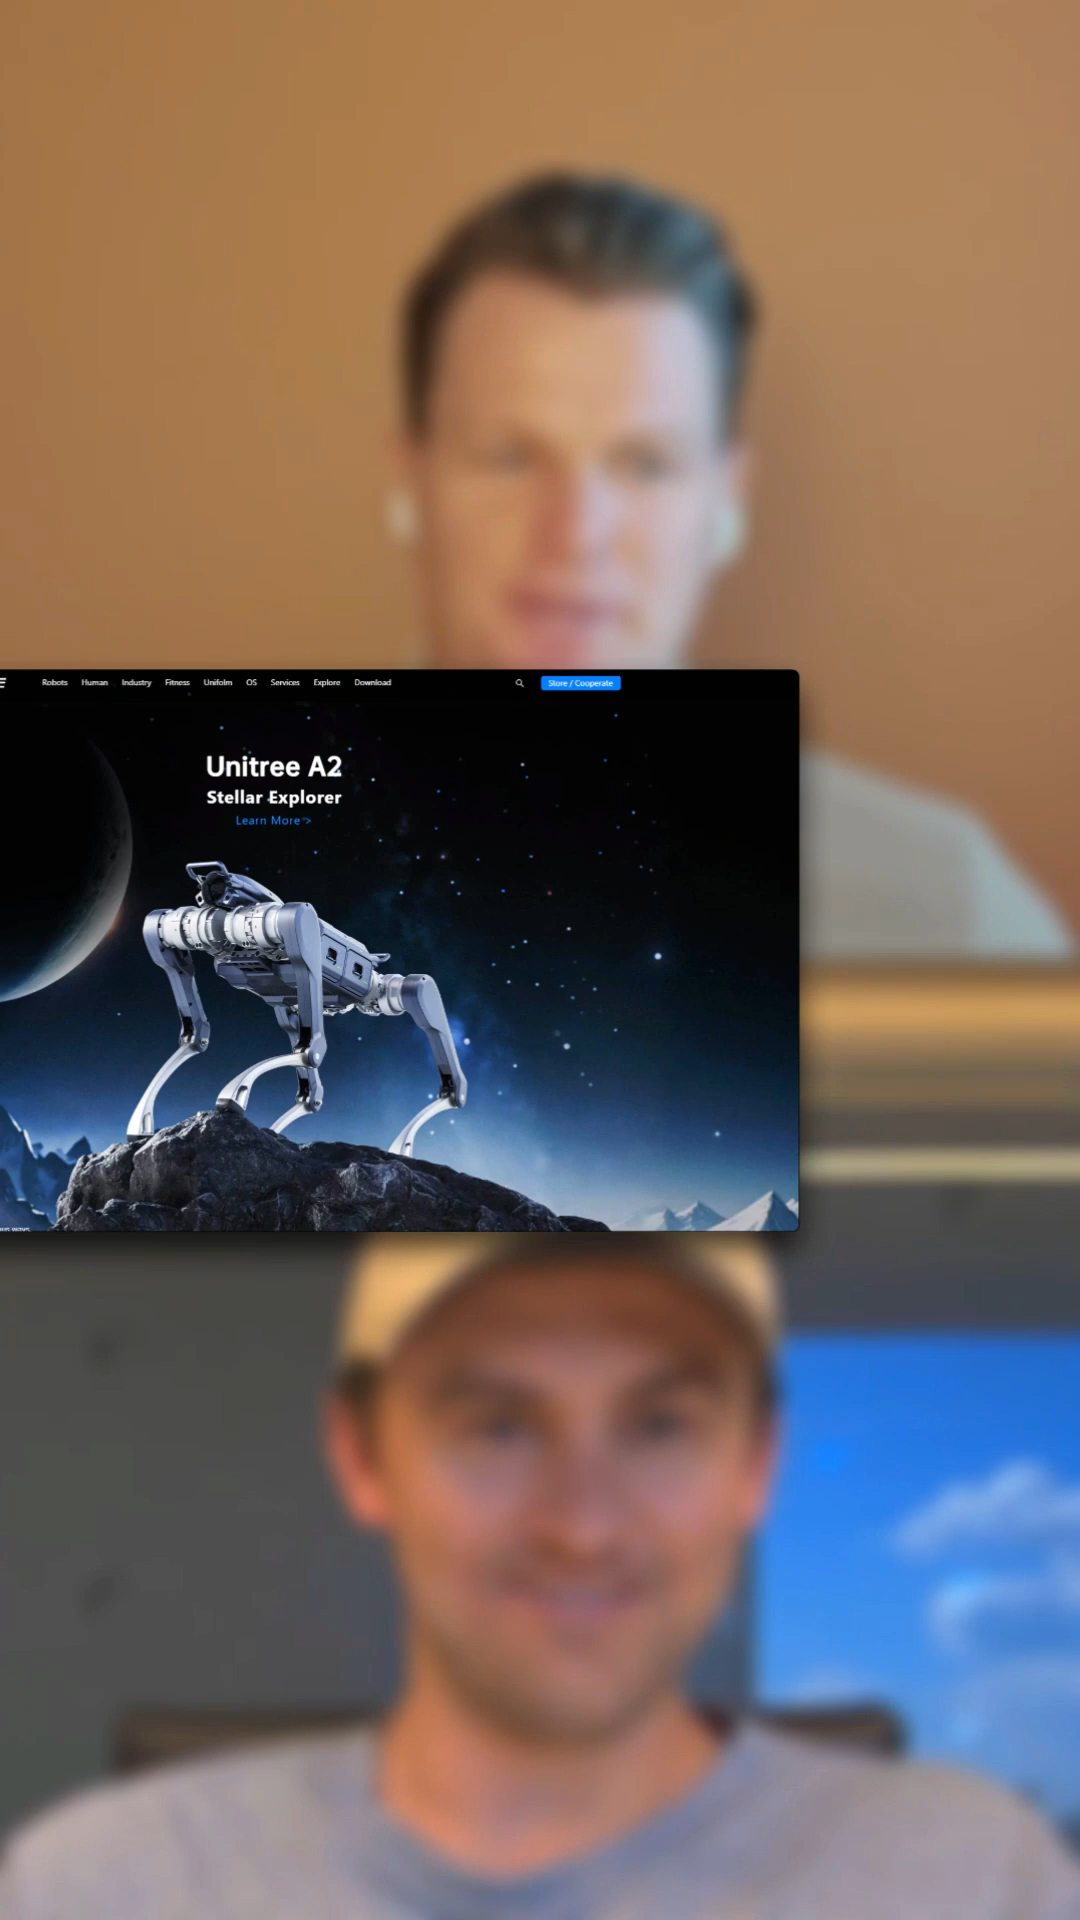 Robots Human Industry Fitness Unifolm OS Services Explore Download Store / Cooperate
Unitree A2
Stellar Explorer
Learn More >